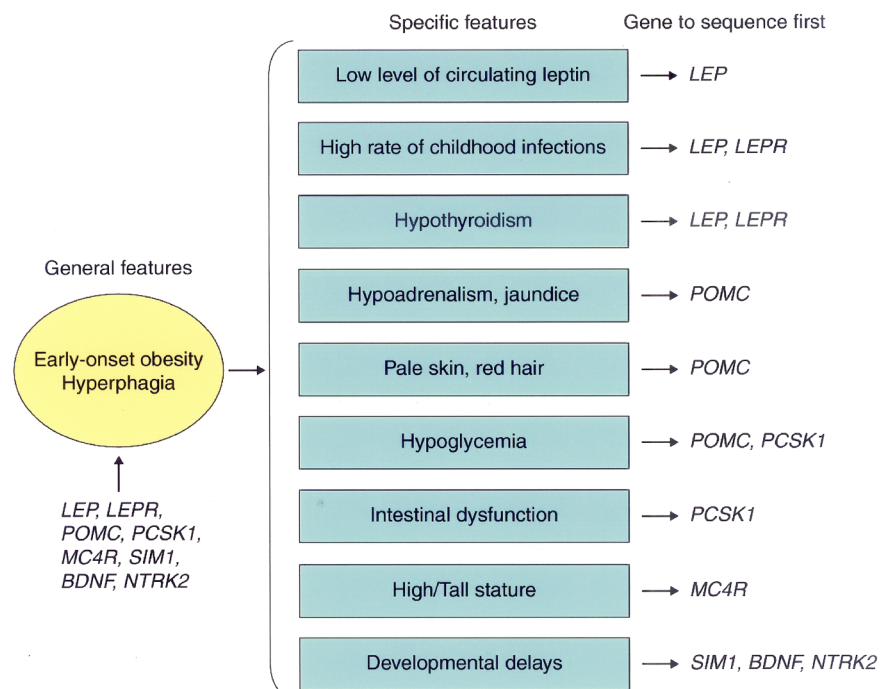 Specific features
Gene to sequence first
Low level of circulating leptin
LEP
High rate of childhood infections
LEP, LEPR
Hypothyroidism
LEP, LEPR
General features
Hypoadrenalism, jaundice
POMC
Early-onset obesity
Hyperphagia
Pale skin, red hair
POMC
Hypoglycemia
POMC, PCSK1
LEP, LEPR,
POMC, PCSK1,
MC4R, SIM1,
BDNF, NTRK2
Intestinal dysfunction
PCSK1
High/Tall stature
MC4R
Developmental delays
SIM1, BDNF, NTRK2